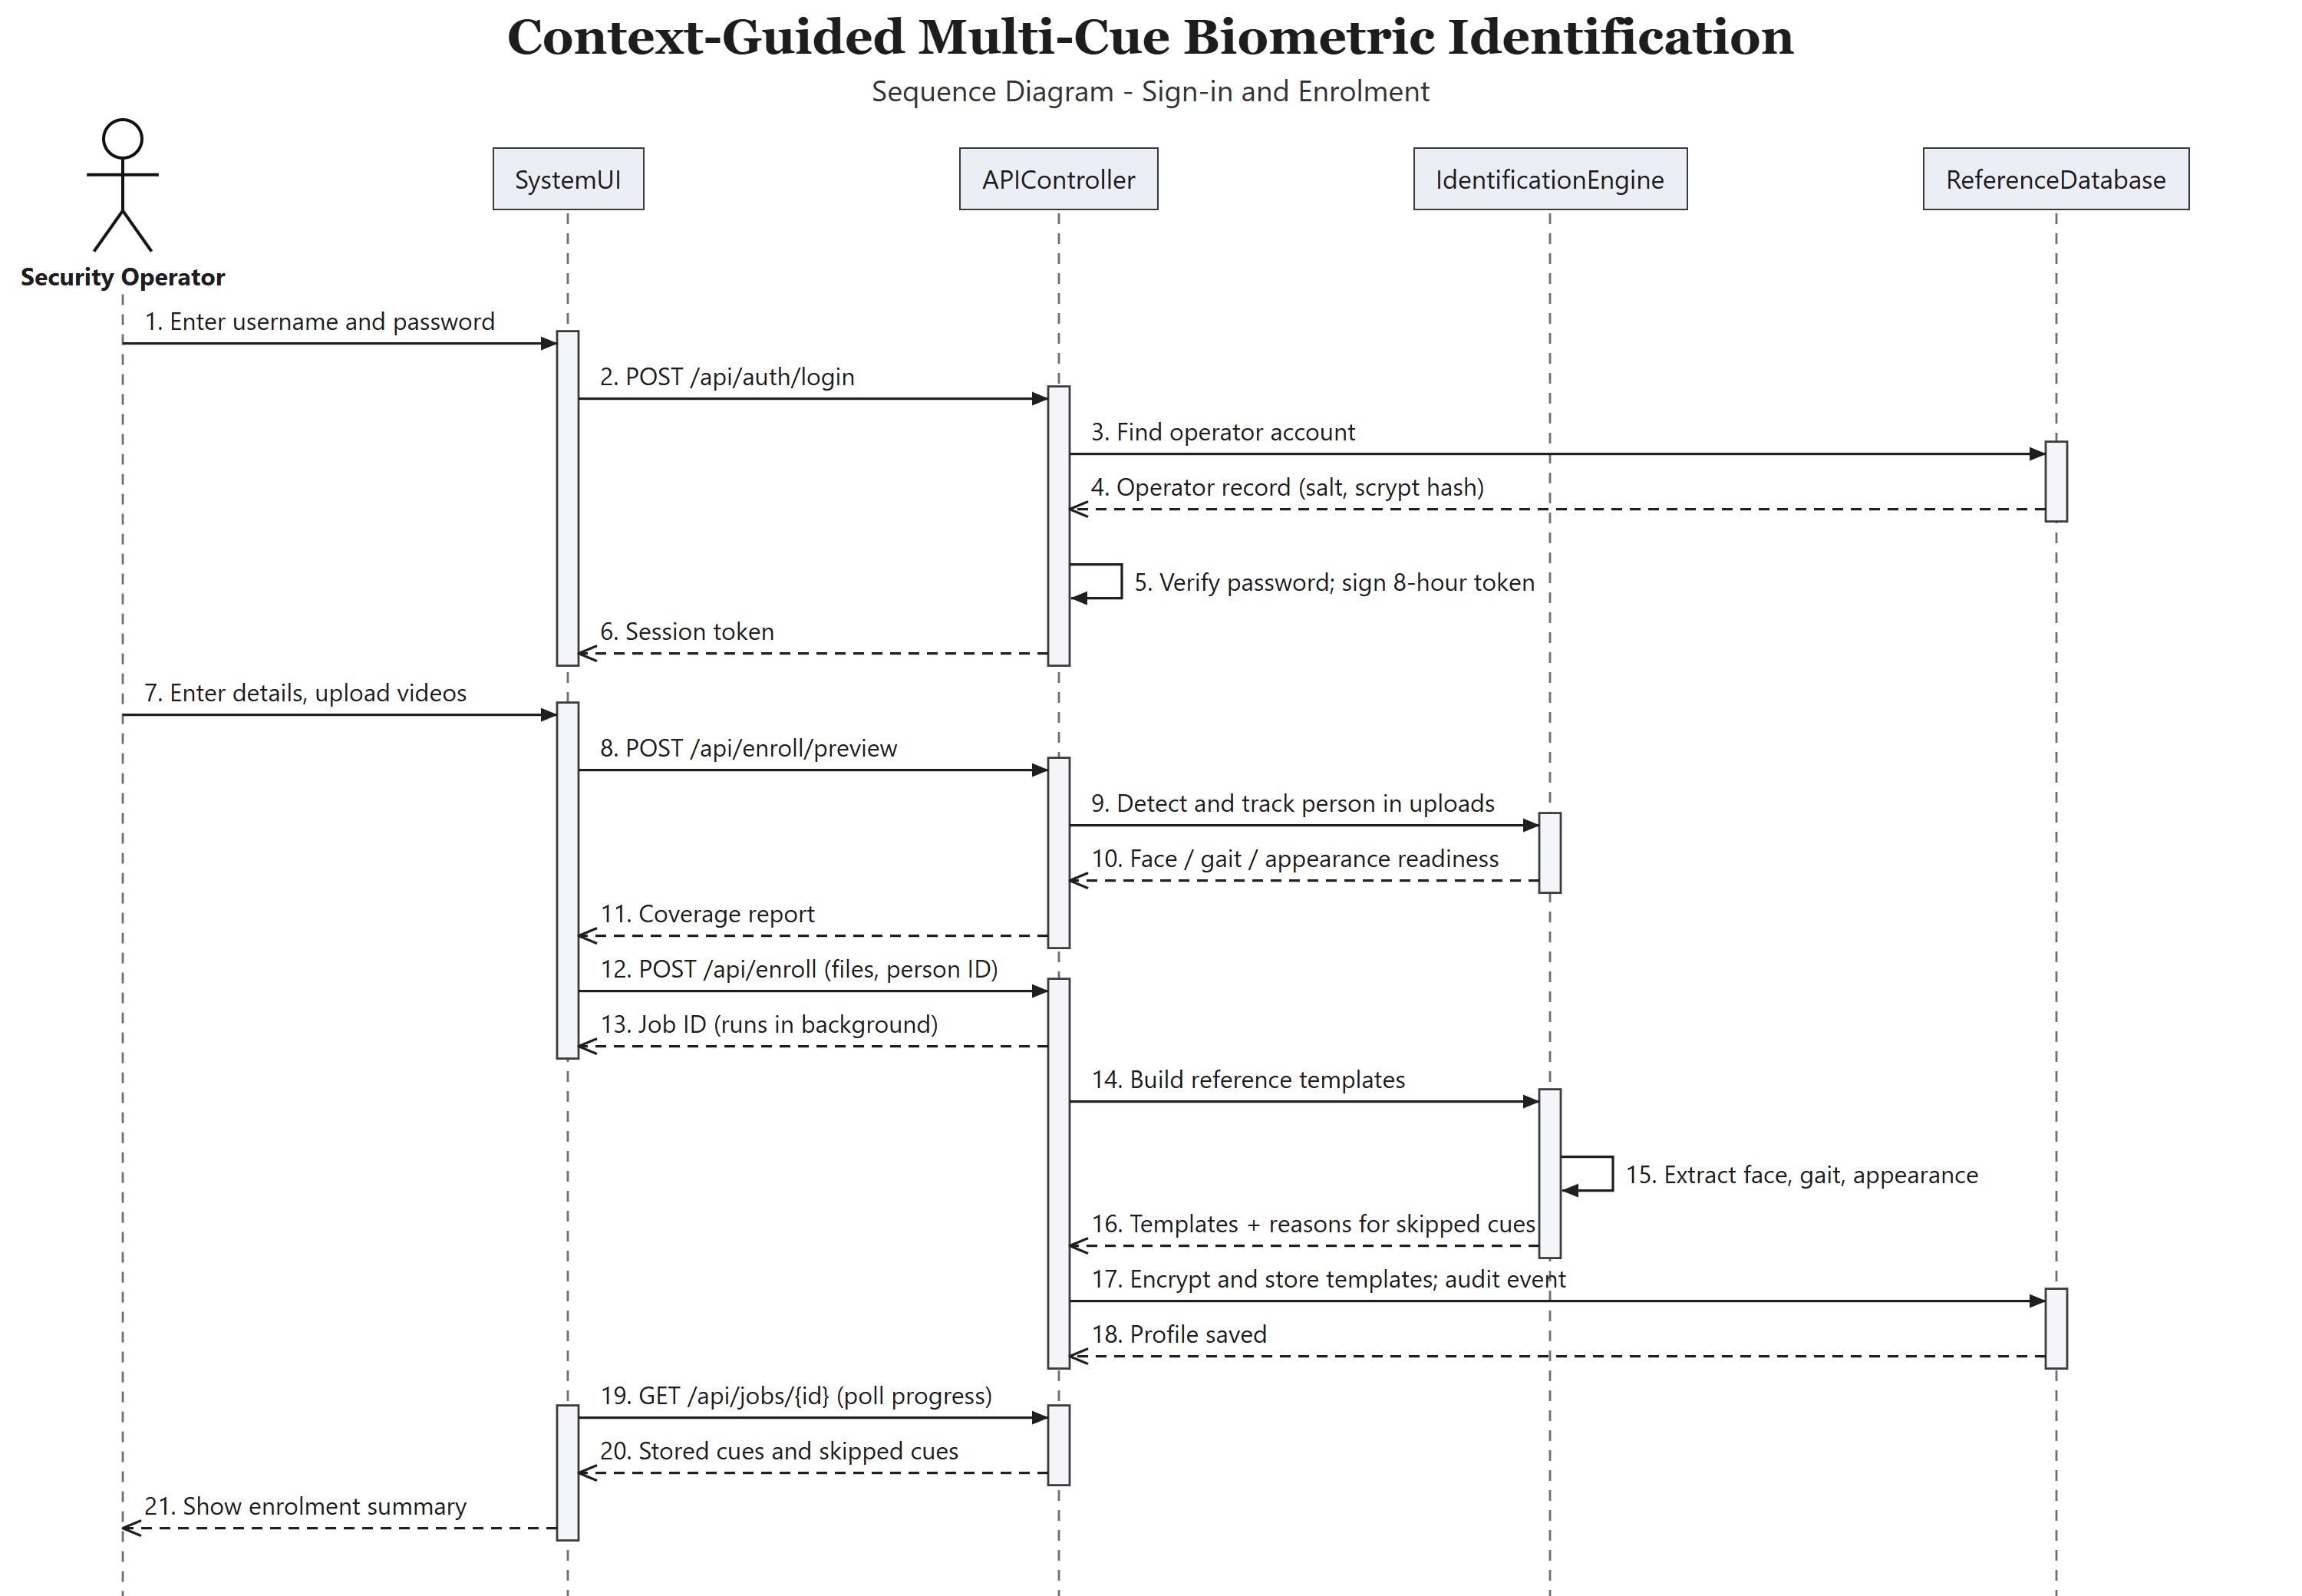 Context-Guided Multi-Cue Biometric Identification
Sequence Diagram - Sign-in and Enrolment
SystemUI
APIController
IdentificationEngine
ReferenceDatabase
Security Operator
1. Enter username and password
2. POST /api/auth/login
3. Find operator account
4. Operator record (salt, scrypt hash)
5. Verify password; sign 8-hour token
6. Session token
7. Enter details, upload videos
8. POST /api/enroll/preview
9. Detect and track person in uploads
10. Face / gait / appearance readiness
11. Coverage report
12. POST /api/enroll (files, person ID)
13. Job ID (runs in background)
14. Build reference templates
15. Extract face, gait, appearance
16. Templates + reasons for skipped cues
17. Encrypt and store templates; audit event
18. Profile saved
19. GET /api/jobs/{id} (poll progress)
20. Stored cues and skipped cues
21. Show enrolment summary